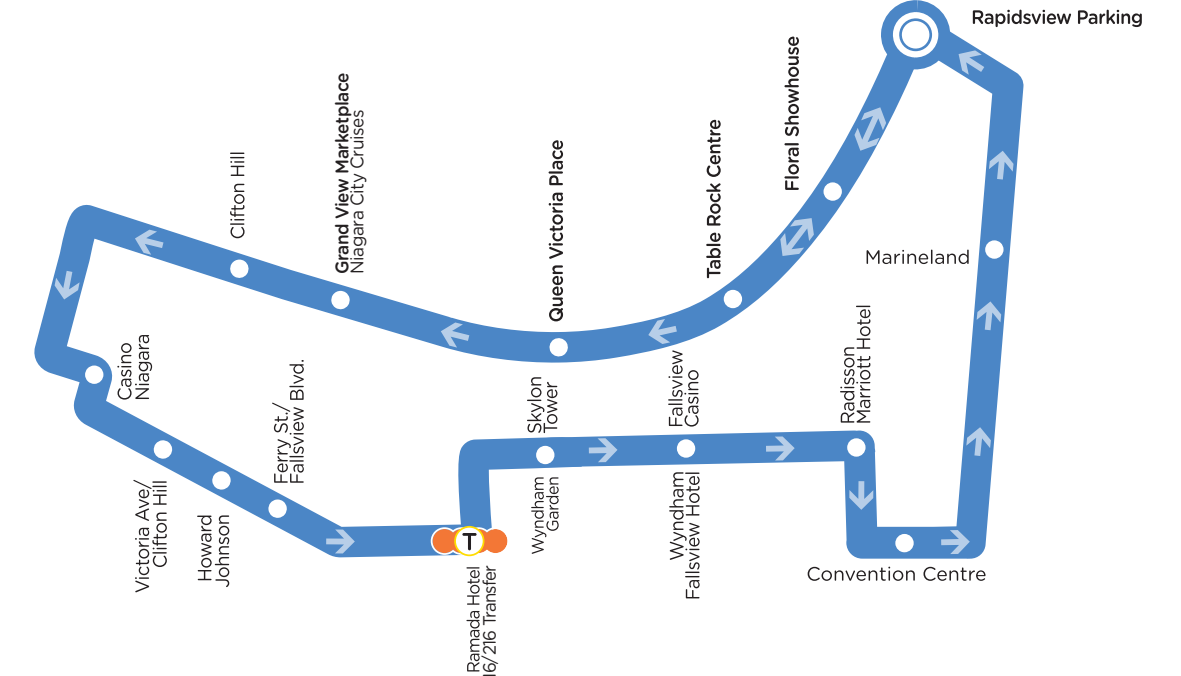 Rapidsview Parking
Floral Showhouse
Table Rock Centre
Queen Victoria Place
Grand View Marketplace
Niagara City Cruises
Clifton Hill
Casino
Niagara
Victoria Ave/
Clifton Hill
Howard
Johnson
Ferry St./
Fallsview Blvd.
T
Ramada Hotel
16/216 Transfer
Skylon
Tower
Wyndham
Garden
Fallsview
Casino
Wyndham
Fallsview Hotel
Radisson
Marriott Hotel
Convention Centre
Marineland